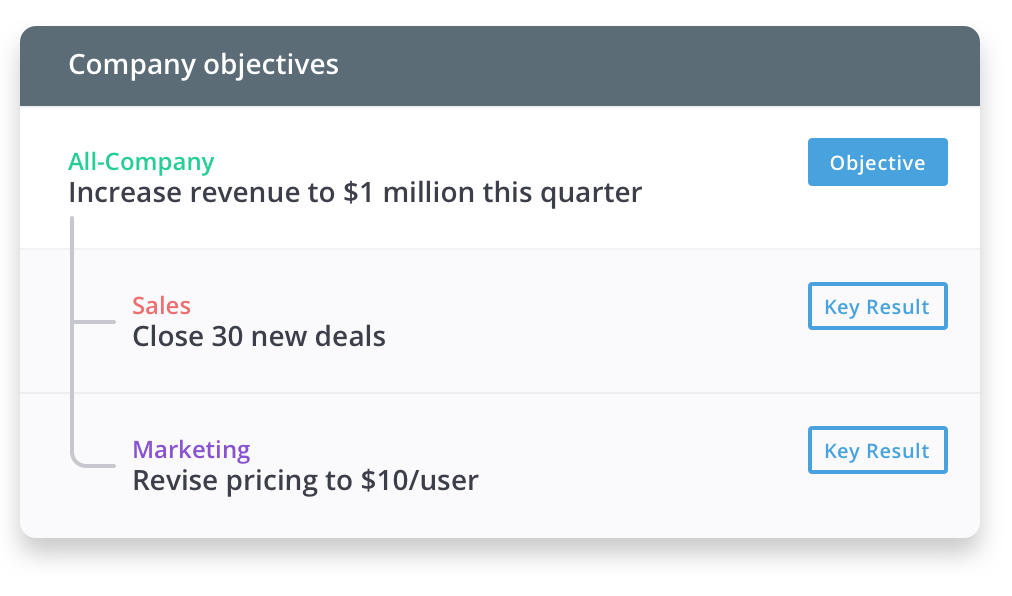 Company objectives
All-Company
Objective
Increase revenue to $1 million this quarter
Sales
Key Result
Close 30 new deals
Marketing
Key Result
Revise pricing to $10/user